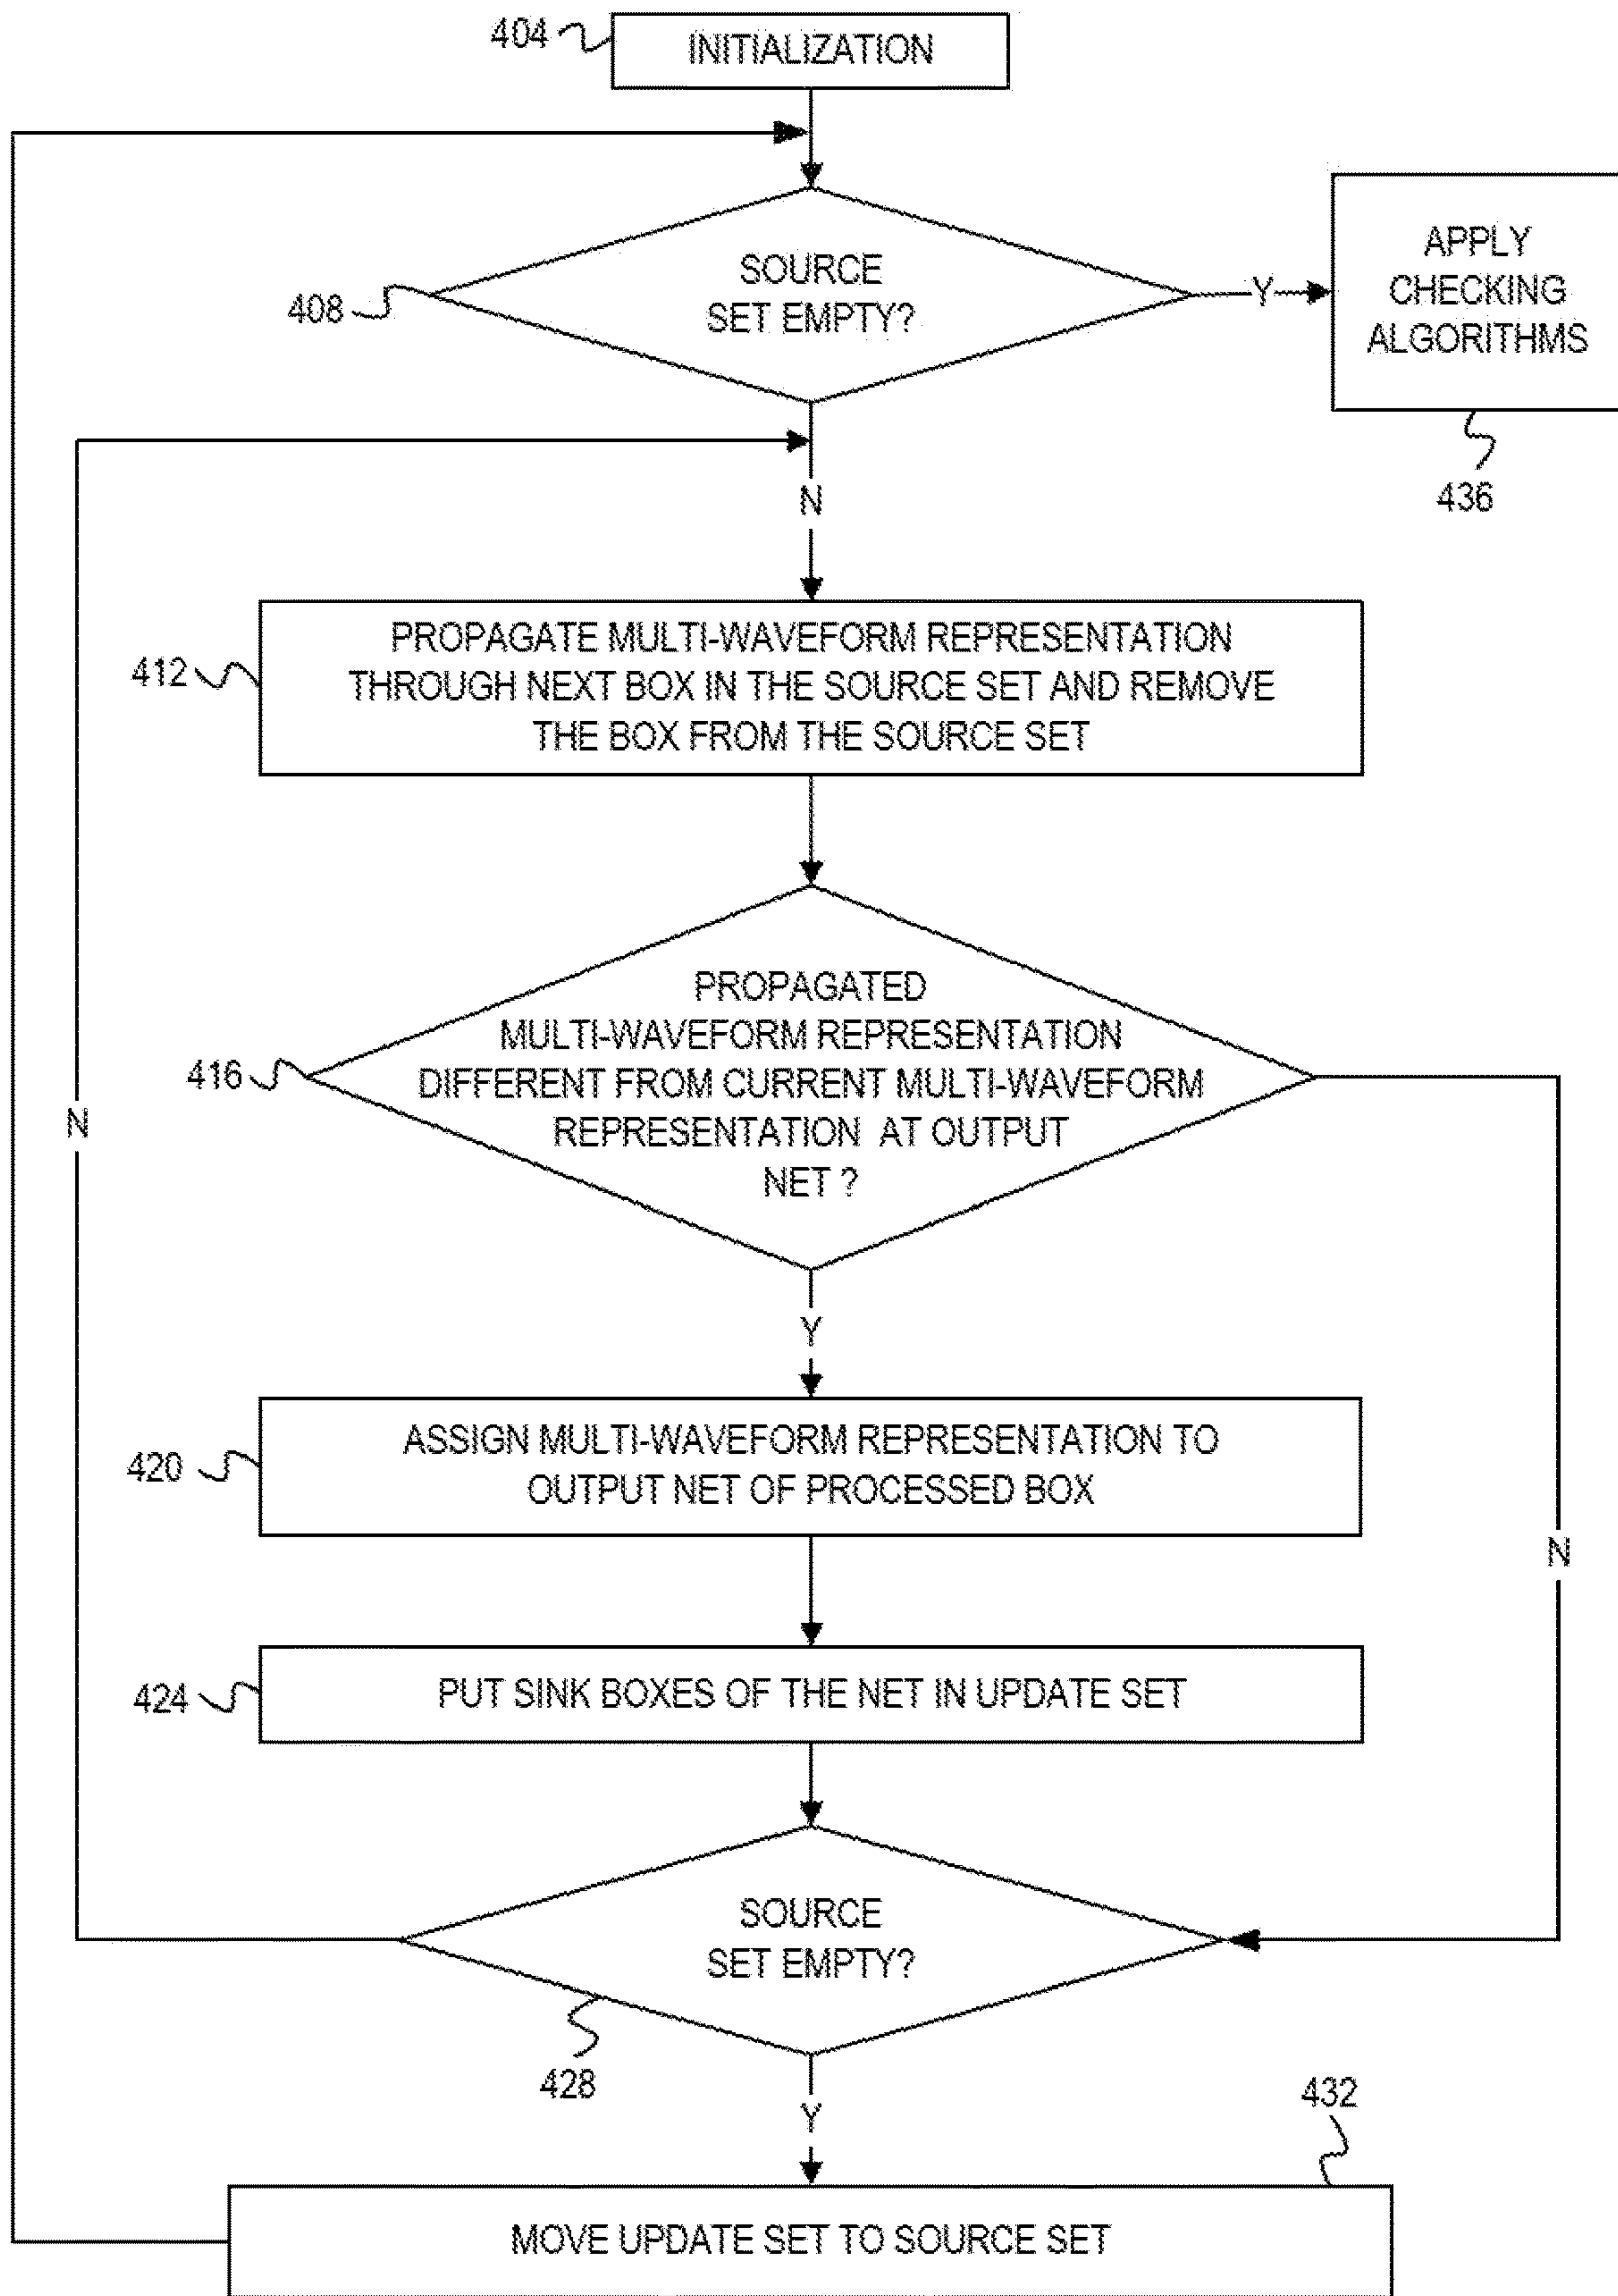 404
INITIALIZATION
SOURCE
SET EMPTY?
408
Y
APPLY
CHECKING
ALGORITHMS
436
N
PROPAGATE MULTI-WAVEFORM REPRESENTATION
THROUGH NEXT BOX IN THE SOURCE SET AND REMOVE
THE BOX FROM THE SOURCE SET
412
PROPAGATED
MULTI-WAVEFORM REPRESENTATION
DIFFERENT FROM CURRENT MULTI-WAVEFORM
REPRESENTATION AT OUTPUT
NET ?
416
N
Y
ASSIGN MULTI-WAVEFORM REPRESENTATION TO
OUTPUT NET OF PROCESSED BOX
420
N
PUT SINK BOXES OF THE NET IN UPDATE SET
424
SOURCE
SET EMPTY?
428
Y
432
MOVE UPDATE SET TO SOURCE SET